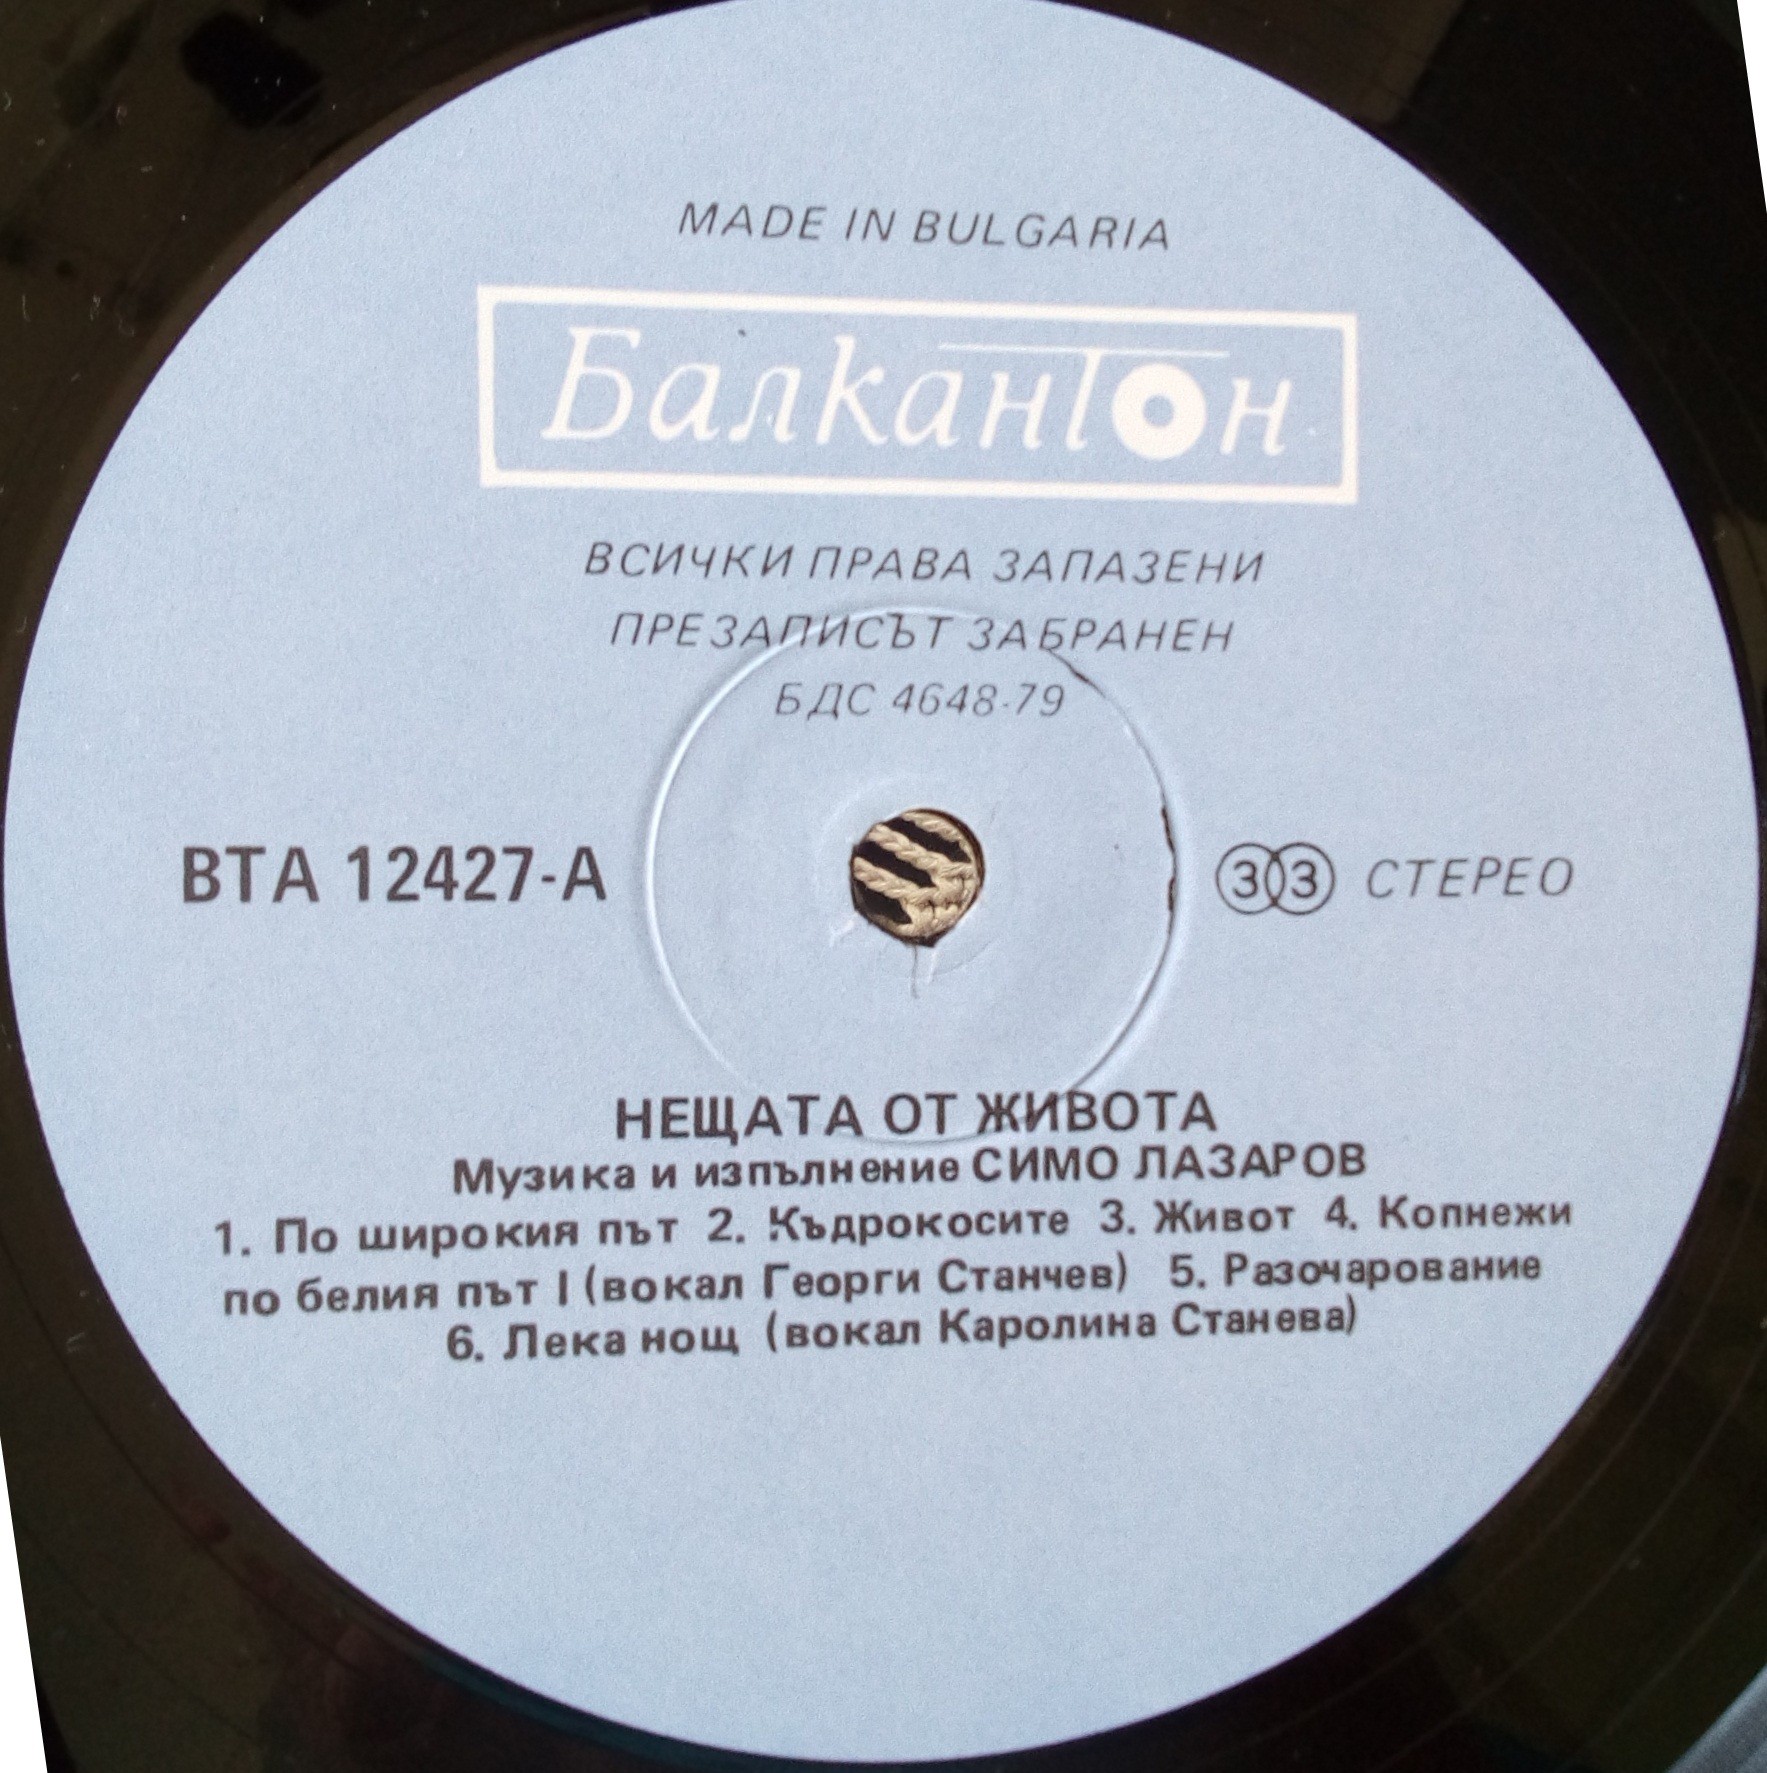 MADE IN BULGARIA
Балкантон
ВСИЧКИ ПРАВА ЗАПАЗЕНИ
ПРЕЗАПИСЪТ ЗАБРАНЕН
БДС 4648-79
ВТА 12427-А
33 СТЕРЕО
НЕЩАТА ОТ ЖИВОТА
Музика и изпълнение СИМО ЛАЗАРОВ
1. По широкия път 2. Къдрокосите 3. Живот 4. Копнежи
по белия път I (вокал Георги Станчев) 5. Разочарование
6. Лека нощ (вокал Каролина Станева)